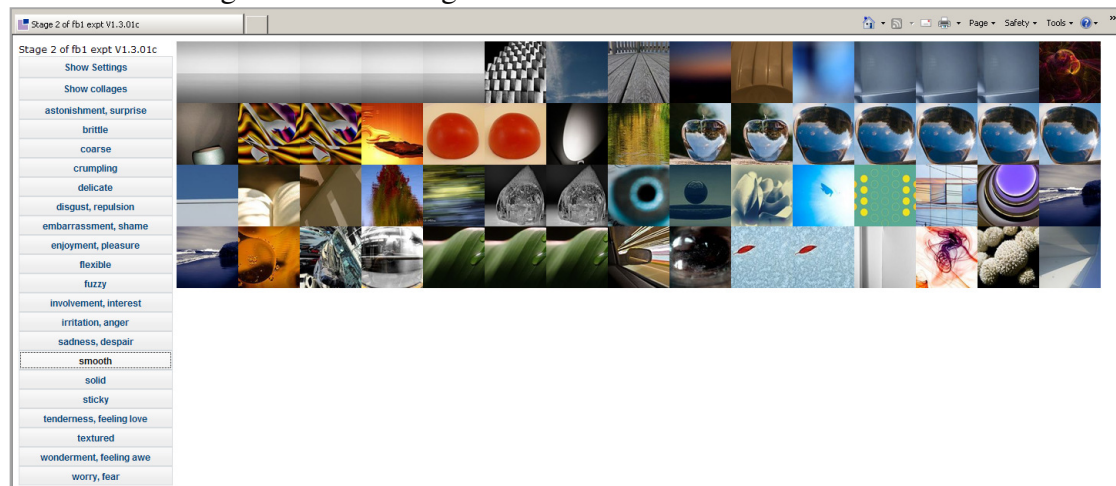 Stage 2 of fb1 expt V1.3.01c
Page Safety Tools
Stage 2 of fb1 expt V1.3.01c
Show Settings
Show collages
astonishment, surprise
brittle
coarse
crumpling
delicate
disgust, repulsion
embarrassment, shame
enjoyment, pleasure
flexible
fuzzy
involvement, interest
irritation, anger
sadness, despair
smooth
solid
sticky
tenderness, feeling love
textured
wonderment, feeling awe
worry, fear